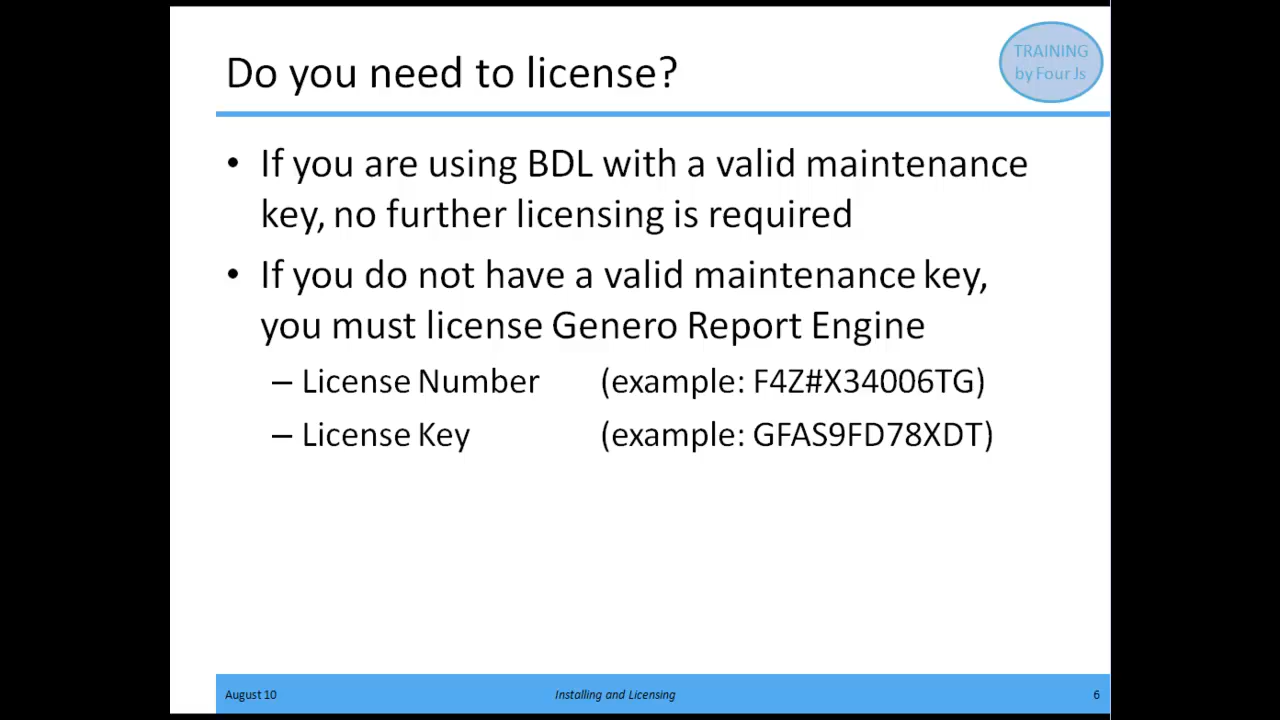 Do you need to license?
TRAINING
by Four Js
• If you are using BDL with a valid maintenance
key, no further licensing is required
• If you do not have a valid maintenance key,
you must license Genero Report Engine
– License Number (example: F4Z#X34006TG)
– License Key (example: GFAS9FD78XDT)
August 10 Installing and Licensing 6